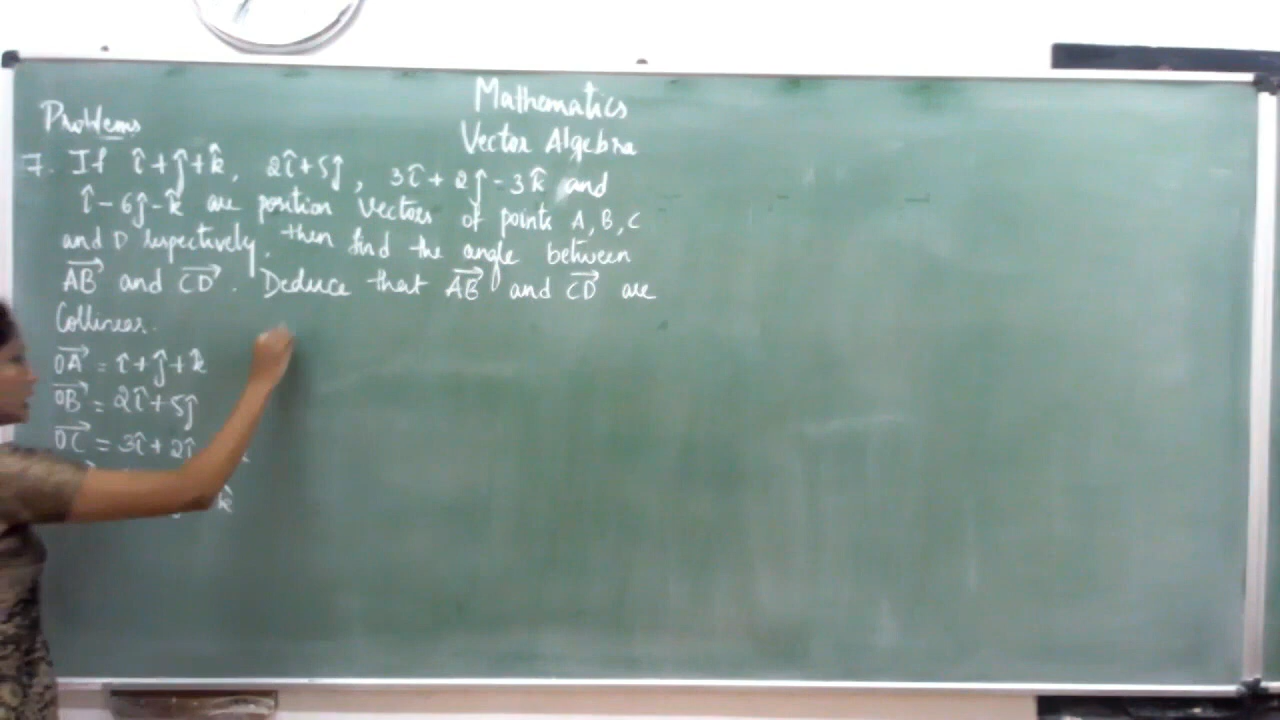 Mathematics
Vector Algebra
Problems
7. If î + ĵ + k̂, 2î + 5ĵ, 3î + 2ĵ - 3k̂ and
î - 6ĵ - k̂ are position vectors of points A, B, C
and D respectively, then find the angle between
AB⃗ and CD⃗. Deduce that AB⃗ and CD⃗ are
Collinear.
OA⃗ = î + ĵ + k̂
OB⃗ = 2î + 5ĵ
OC⃗ = 3î + 2ĵ
k̂